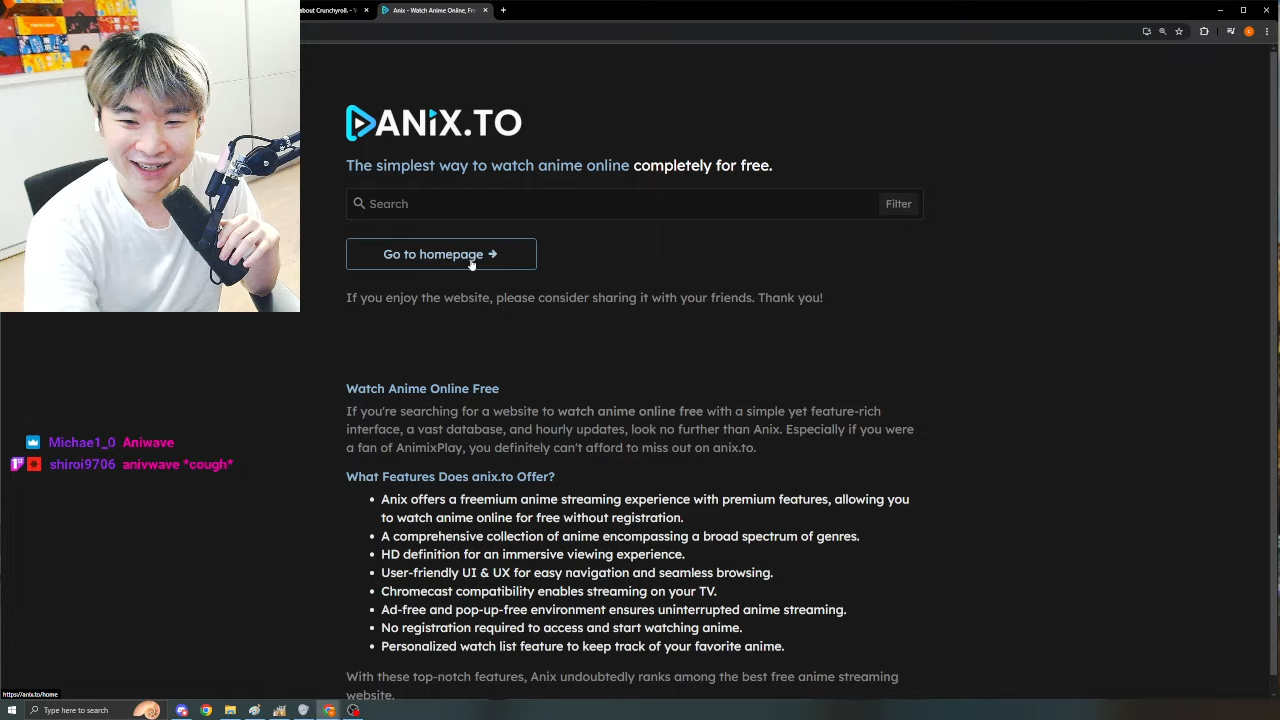 about Crunchyroll. - Y
Anix - Watch Anime Online, Fre
ANIX.TO
The simplest way to watch anime online completely for free.
Search
Filter
Go to homepage
If you enjoy the website, please consider sharing it with your friends. Thank you!
Watch Anime Online Free
If you're searching for a website to watch anime online free with a simple yet feature-rich
interface, a vast database, and hourly updates, look no further than Anix. Especially if you were
a fan of AnimixPlay, you definitely can't afford to miss out on anix.to.
Michae1_0 Aniwave
shiroi9706 anivwave *cough*
What Features Does anix.to Offer?
Anix offers a freemium anime streaming experience with premium features, allowing you
to watch anime online for free without registration.
A comprehensive collection of anime encompassing a broad spectrum of genres.
HD definition for an immersive viewing experience.
User-friendly UI & UX for easy navigation and seamless browsing.
Chromecast compatibility enables streaming on your TV.
Ad-free and pop-up-free environment ensures uninterrupted anime streaming.
No registration required to access and start watching anime.
Personalized watch list feature to keep track of your favorite anime.
With these top-notch features, Anix undoubtedly ranks among the best free anime streaming
website.
https://anix.to/home
Type here to search